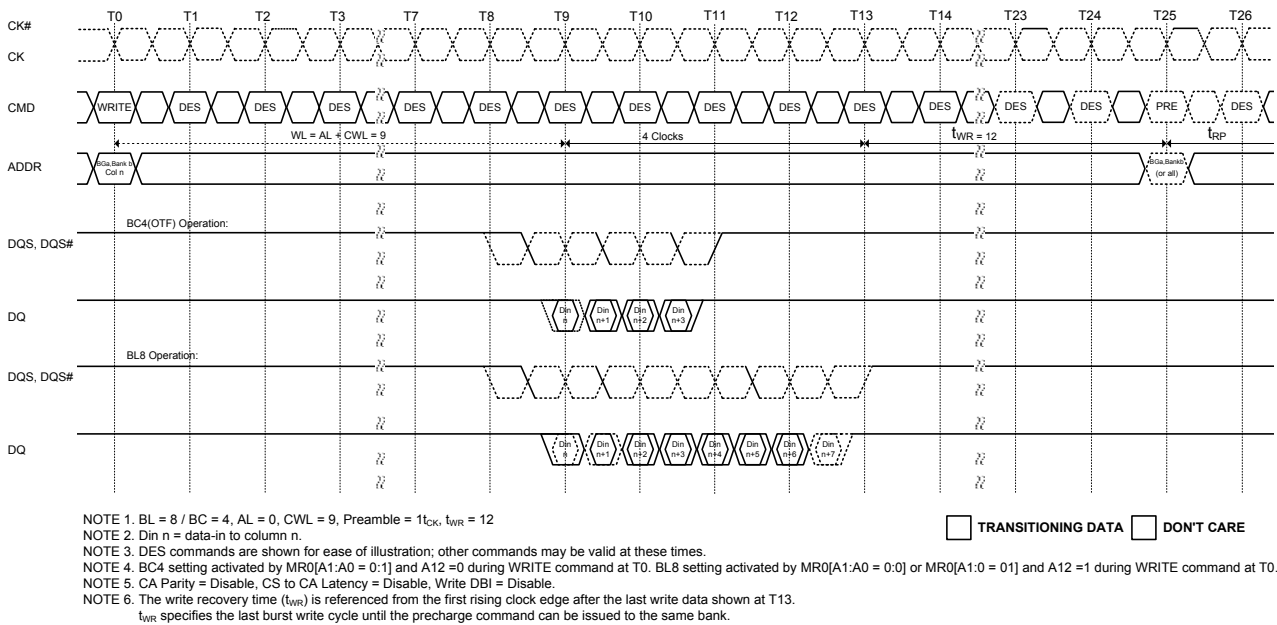 T0 T1 T2 T3 T7 T8 T9 T10 T11 T12 T13 T14 T23 T24 T25 T26
CK#
CK
CMD WRITE DES DES DES DES DES DES DES DES DES DES DES DES DES PRE DES
WL = AL + CWL = 9 4 Clocks tWR = 12 tRP
ADDR
BGa,Bank b
Col n
BGa,Bankb
(or all)
BC4(OTF) Operation:
DQS, DQS#
DQ
Din n Din n+1 Din n+2 Din n+3
BL8 Operation:
DQS, DQS#
DQ
Din n Din n+1 Din n+2 Din n+3 Din n+4 Din n+5 Din n+6 Din n+7
NOTE 1. BL = 8 / BC = 4, AL = 0, CWL = 9, Preamble = 1tCK, tWR = 12
TRANSITIONING DATA DON'T CARE
NOTE 2. Din n = data-in to column n.
NOTE 3. DES commands are shown for ease of illustration; other commands may be valid at these times.
NOTE 4. BC4 setting activated by MR0[A1:A0 = 0:1] and A12 =0 during WRITE command at T0. BL8 setting activated by MR0[A1:A0 = 0:0] or MR0[A1:0 = 01] and A12 =1 during WRITE command at T0.
NOTE 5. CA Parity = Disable, CS to CA Latency = Disable, Write DBI = Disable.
NOTE 6. The write recovery time (tWR) is referenced from the first rising clock edge after the last write data shown at T13.
tWR specifies the last burst write cycle until the precharge command can be issued to the same bank.